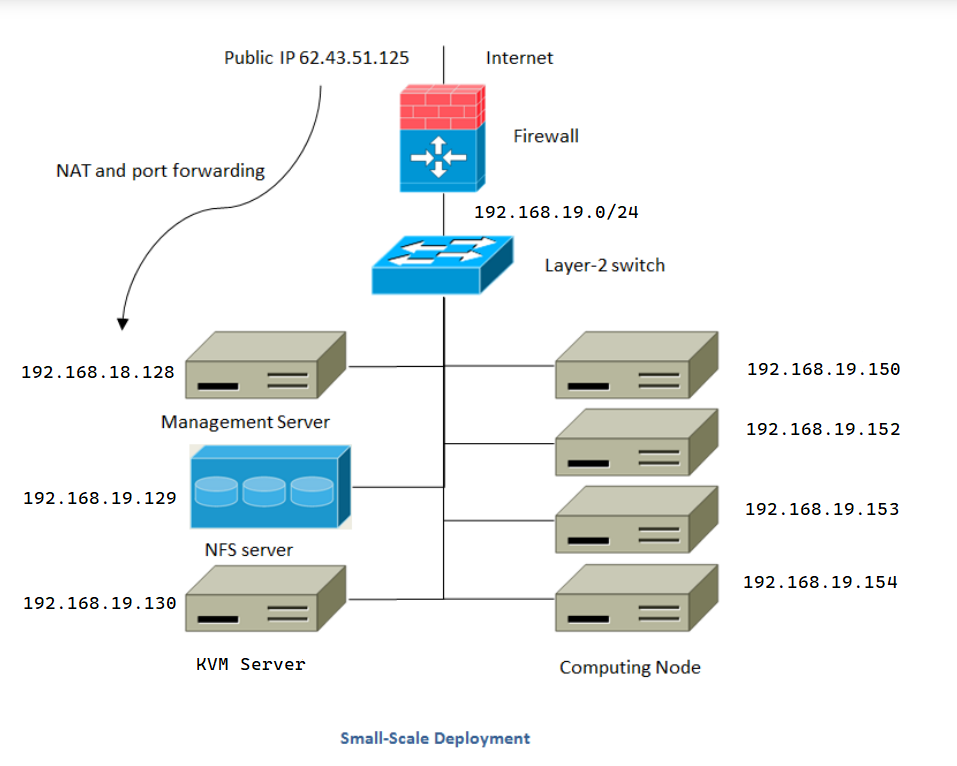 Public IP 62.43.51.125
Internet
Firewall
NAT and port forwarding
192.168.19.0/24
Layer-2 switch
192.168.18.128
Management Server
192.168.19.150
192.168.19.152
192.168.19.129
NFS server
192.168.19.153
192.168.19.130
KVM Server
192.168.19.154
Computing Node
Small-Scale Deployment